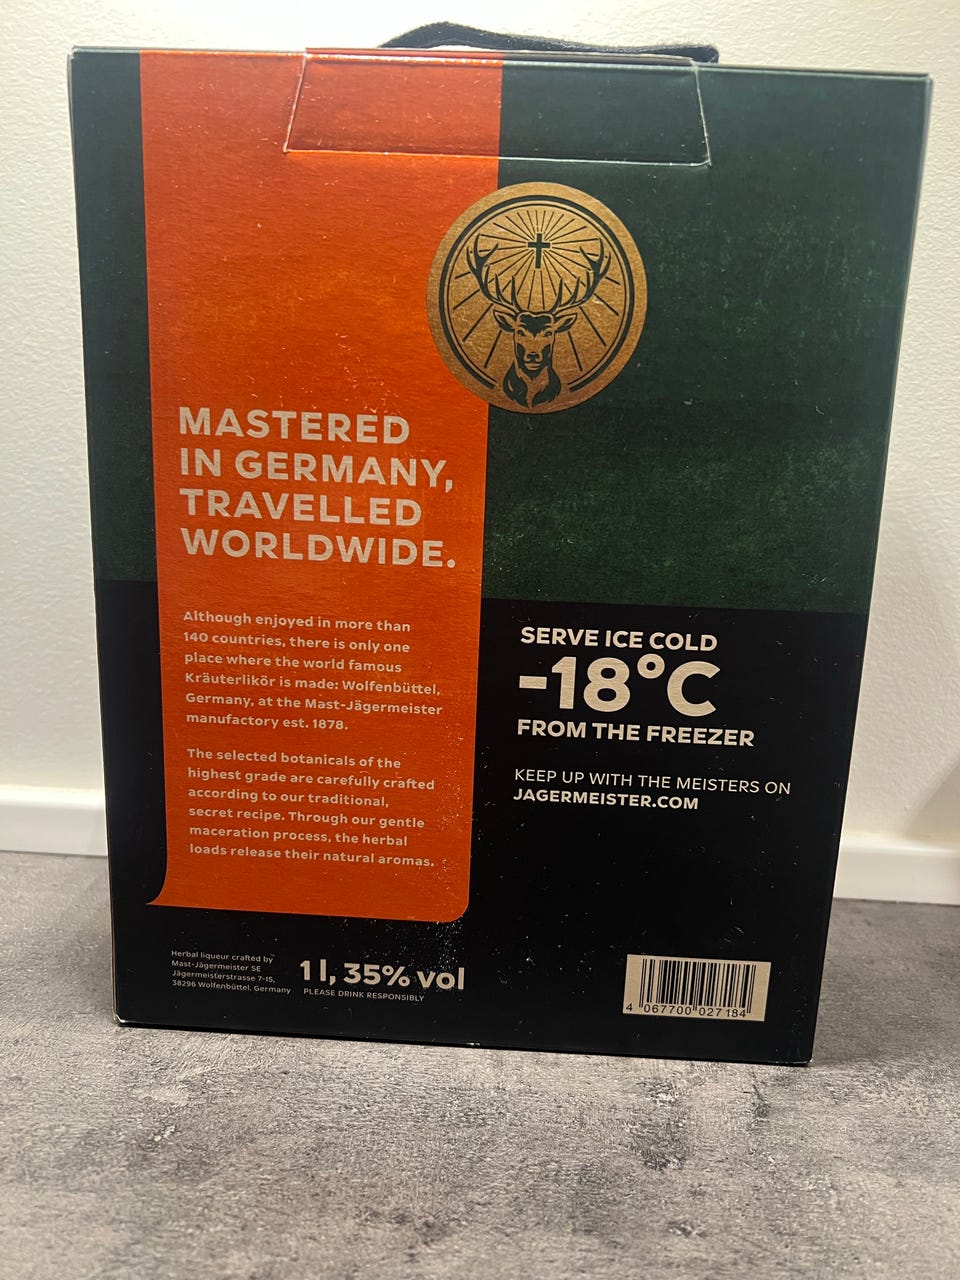 MASTERED
IN GERMANY,
TRAVELLED
WORLDWIDE.
Although enjoyed in more than
140 countries, there is only one
place where the world famous
Kräuterlikör is made: Wolfenbüttel,
Germany, at the Mast-Jägermeister
manufactory est. 1878.
The selected botanicals of the
highest grade are carefully crafted
according to our traditional,
secret recipe. Through our gentle
maceration process, the herbal
loads release their natural aromas.
SERVE ICE COLD
-18°C
FROM THE FREEZER
KEEP UP WITH THE MEISTERS ON
JAGERMEISTER.COM
Herbal liqueur crafted by
Mast-Jägermeister SE
Jägermeisterstrasse 7-15,
38296 Wolfenbüttel, Germany
1 l, 35% vol
PLEASE DRINK RESPONSIBLY
4 067700 027184